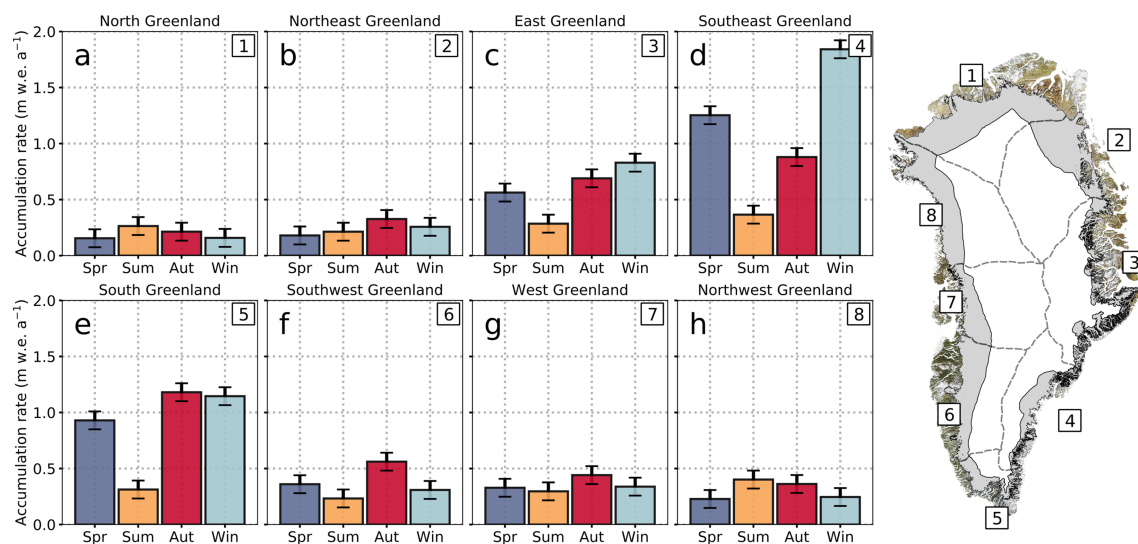 North Greenland Northeast Greenland East Greenland Southeast Greenland
Accumulation rate (m w.e. a⁻¹)
2.0
1.5
1.0
0.5
0.0
a 1
b 2
c 3
d 4
Spr Sum Aut Win Spr Sum Aut Win Spr Sum Aut Win Spr Sum Aut Win
South Greenland Southwest Greenland West Greenland Northwest Greenland
Accumulation rate (m w.e. a⁻¹)
2.0
1.5
1.0
0.5
0.0
e 5
f 6
g 7
h 8
Spr Sum Aut Win Spr Sum Aut Win Spr Sum Aut Win Spr Sum Aut Win
1
2
8
3
7
6
4
5